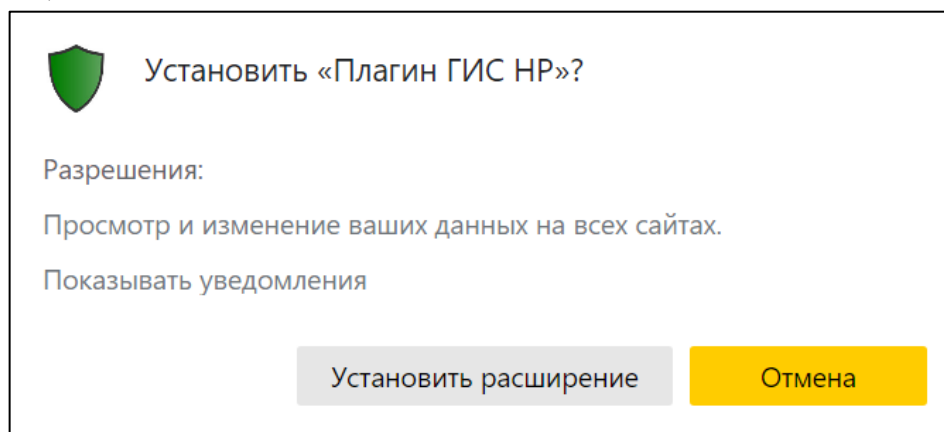 Установить «Плагин ГИС НР»?
Разрешения:
Просмотр и изменение ваших данных на всех сайтах.
Показывать уведомления
Установить расширение
Отмена